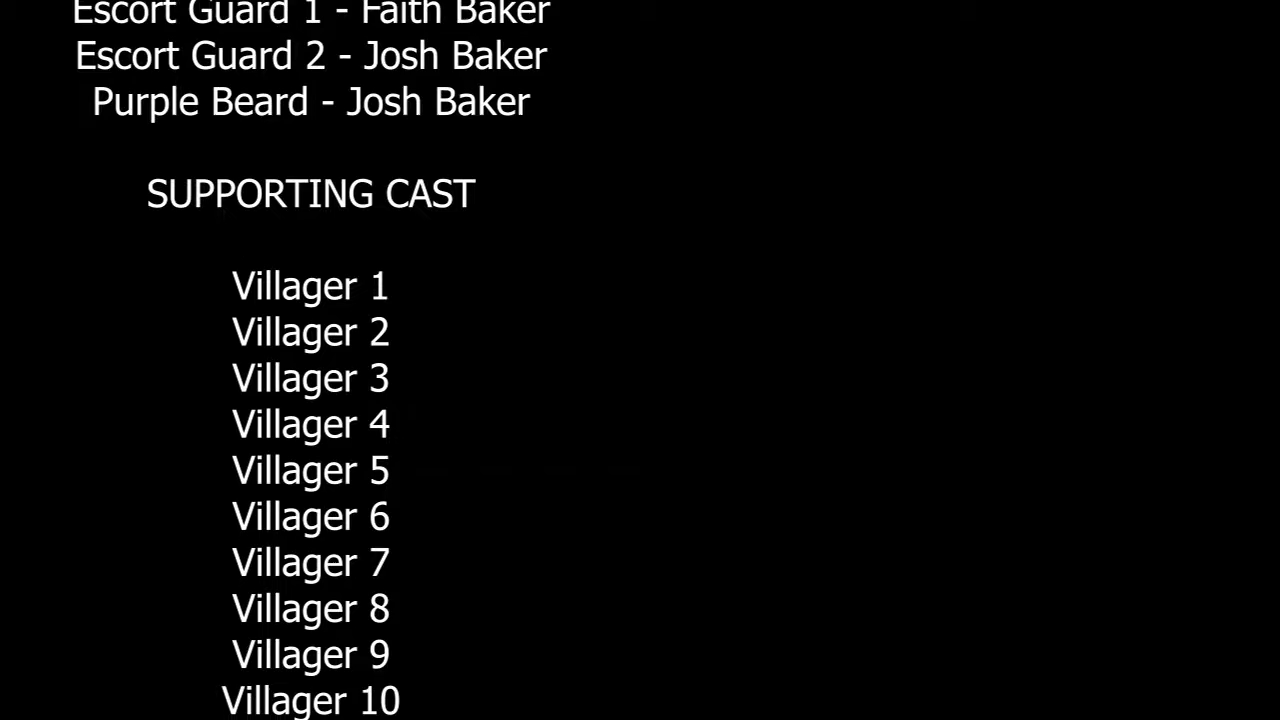 Escort Guard 1 - Faith Baker
Escort Guard 2 - Josh Baker
Purple Beard - Josh Baker
SUPPORTING CAST
Villager 1
Villager 2
Villager 3
Villager 4
Villager 5
Villager 6
Villager 7
Villager 8
Villager 9
Villager 10